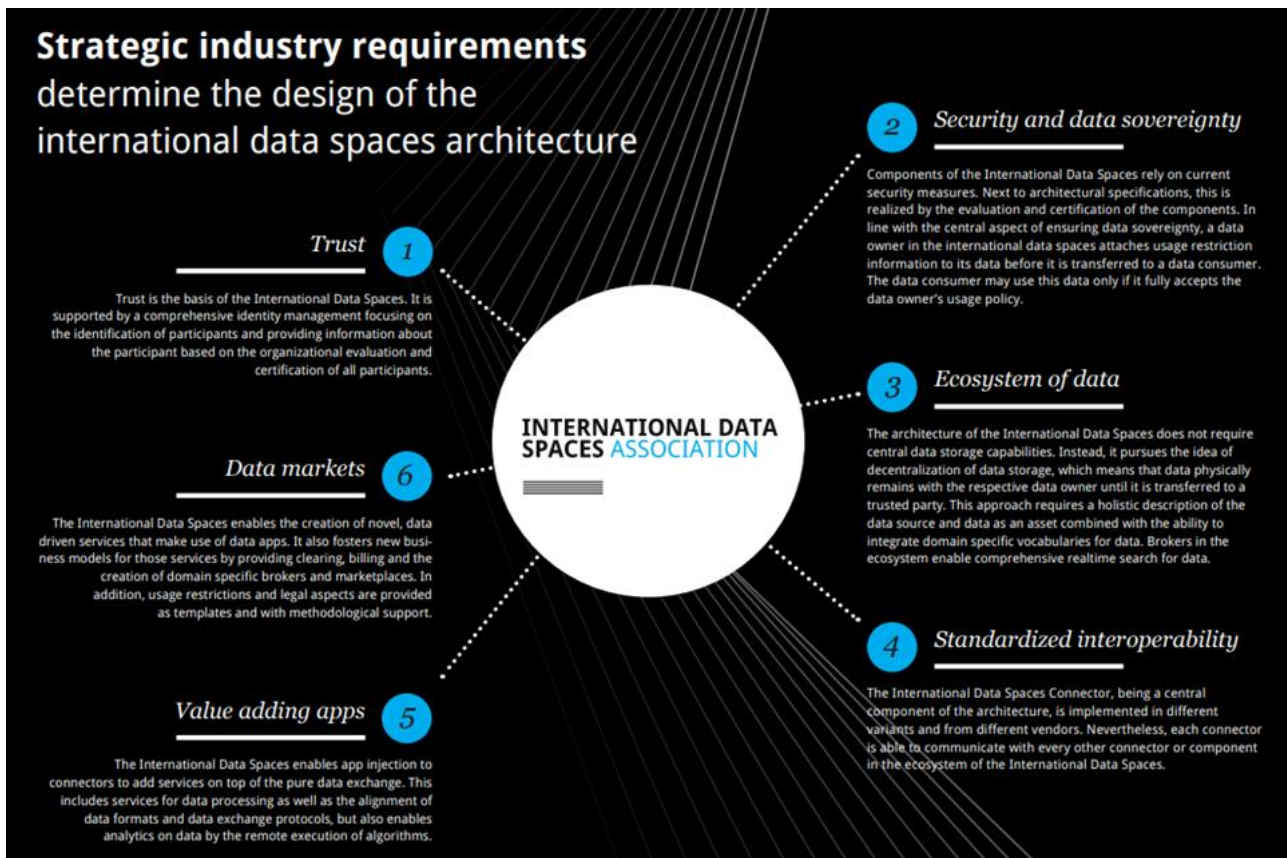 Strategic industry requirements
determine the design of the
international data spaces architecture
1
Trust
Trust is the basis of the International Data Spaces. It is
supported by a comprehensive identity management focusing on
the identification of participants and providing information about
the participant based on the organizational evaluation and
certification of all participants.
2
Security and data sovereignty
Components of the International Data Spaces rely on current
security measures. Next to architectural specifications, this is
realized by the evaluation and certification of the components. In
line with the central aspect of ensuring data sovereignty, a data
owner in the international data spaces attaches usage restriction
information to its data before it is transferred to a data consumer.
The data consumer may use this data only if it fully accepts the
data owner's usage policy.
3
Ecosystem of data
The architecture of the International Data Spaces does not require
central data storage capabilities. Instead, it pursues the idea of
decentralization of data storage, which means that data physically
remains with the respective data owner until it is transferred to a
trusted party. This approach requires a holistic description of the
data source and data as an asset combined with the ability to
integrate domain specific vocabularies for data. Brokers in the
ecosystem enable comprehensive realtime search for data.
4
Standardized interoperability
The International Data Spaces Connector, being a central
component of the architecture, is implemented in different
variants and from different vendors. Nevertheless, each connector
is able to communicate with every other connector or component
in the ecosystem of the International Data Spaces.
5
Value adding apps
The International Data Spaces enables app injection to
connectors to add services on top of the pure data exchange. This
includes services for data processing as well as the alignment of
data formats and data exchange protocols, but also enables
analytics on data by the remote execution of algorithms.
6
Data markets
The International Data Spaces enables the creation of novel, data
driven services that make use of data apps. It also fosters new busi-
ness models for those services by providing clearing, billing and the
creation of domain specific brokers and marketplaces. In
addition, usage restrictions and legal aspects are provided
as templates and with methodological support.
INTERNATIONAL DATA
SPACES ASSOCIATION